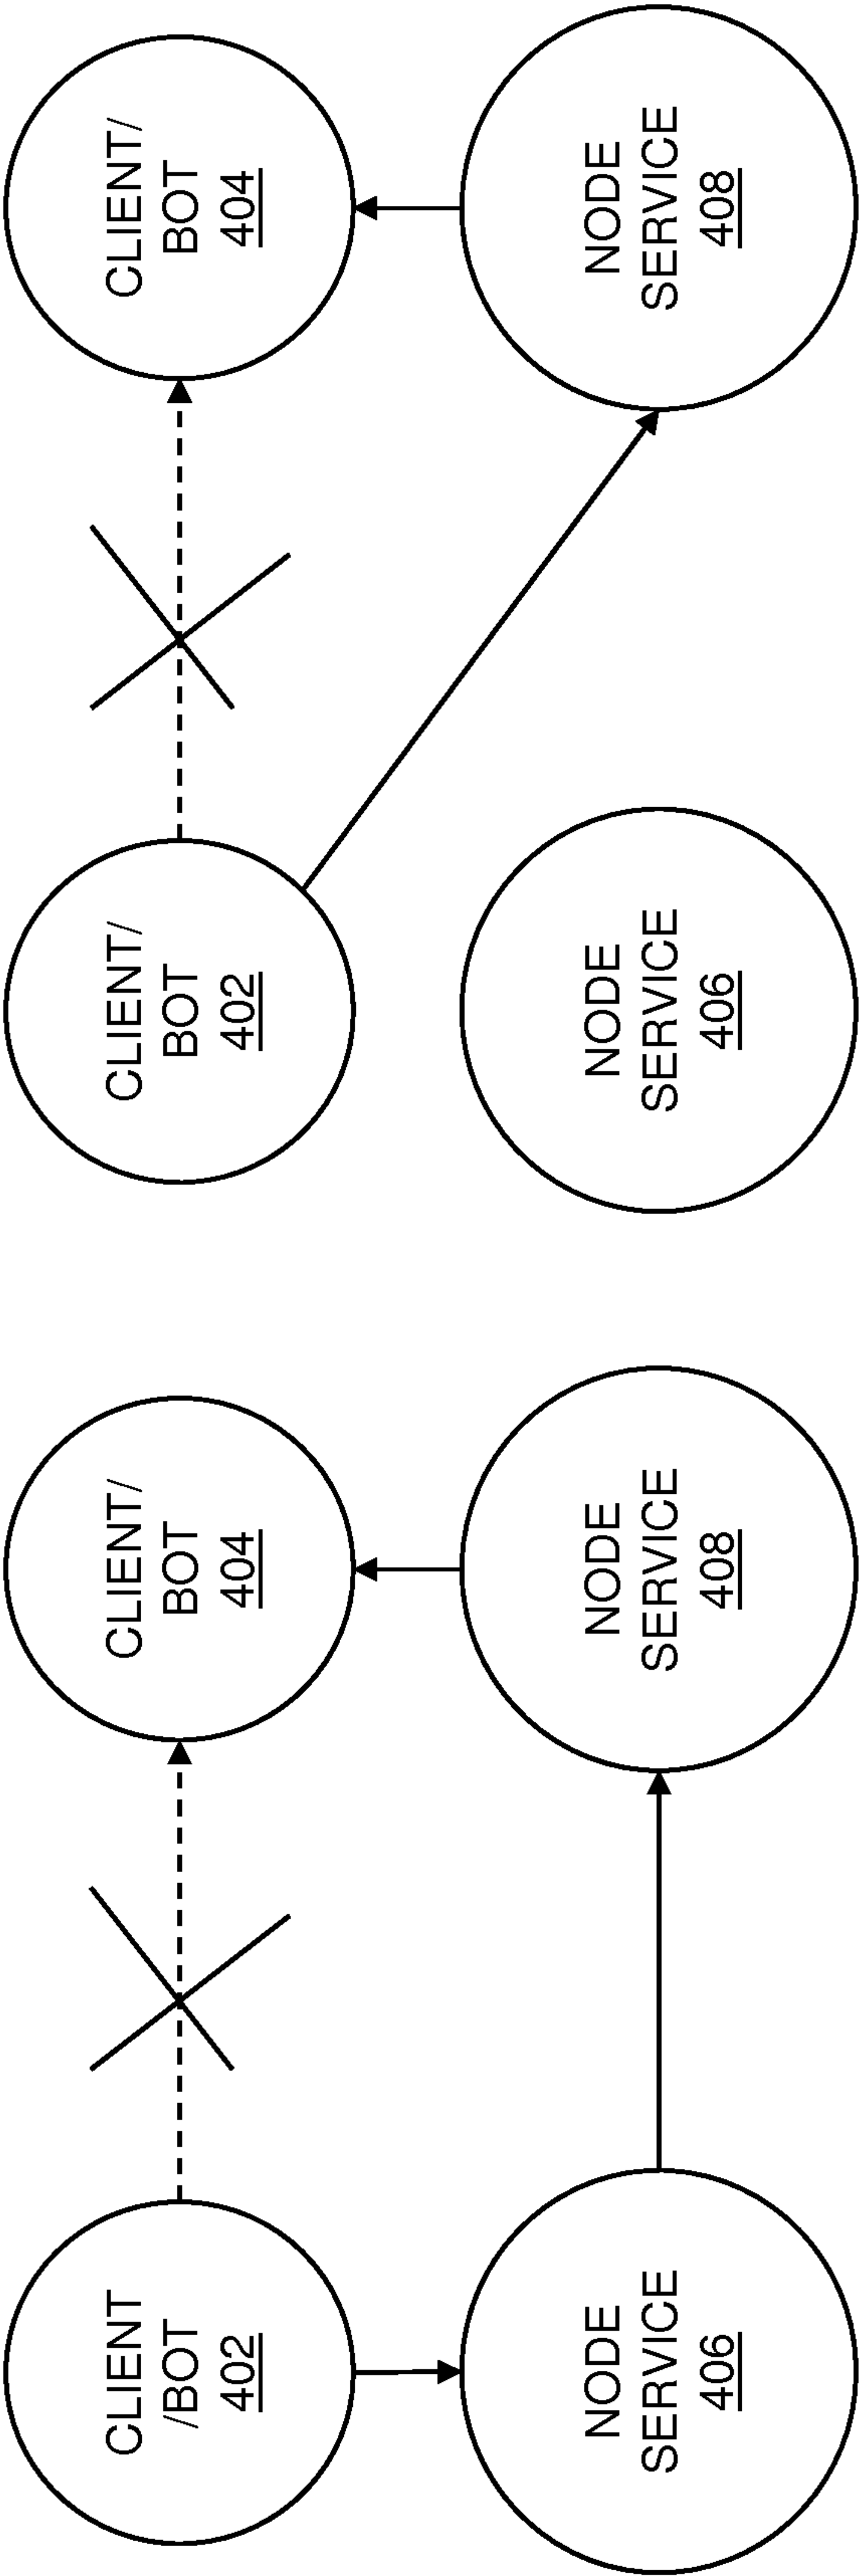 CLIENT
/BOT
402
CLIENT/
BOT
404
NODE
SERVICE
406
NODE
SERVICE
408
CLIENT/
BOT
402
CLIENT/
BOT
404
NODE
SERVICE
406
NODE
SERVICE
408